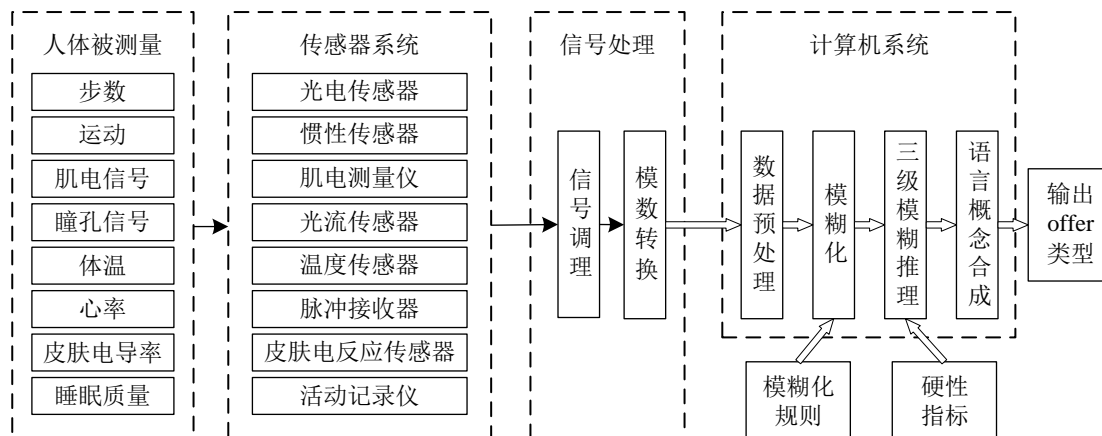 人体被测量
步数
运动
肌电信号
瞳孔信号
体温
心率
皮肤电导率
睡眠质量
传感器系统
光电传感器
惯性传感器
肌电测量仪
光流传感器
温度传感器
脉冲接收器
皮肤电反应传感器
活动记录仪
信号处理
信号调理
模数转换
计算机系统
数据预处理
模糊化
三级模糊推理
语言概念合成
模糊化
规则
硬性
指标
输出
offer
类型